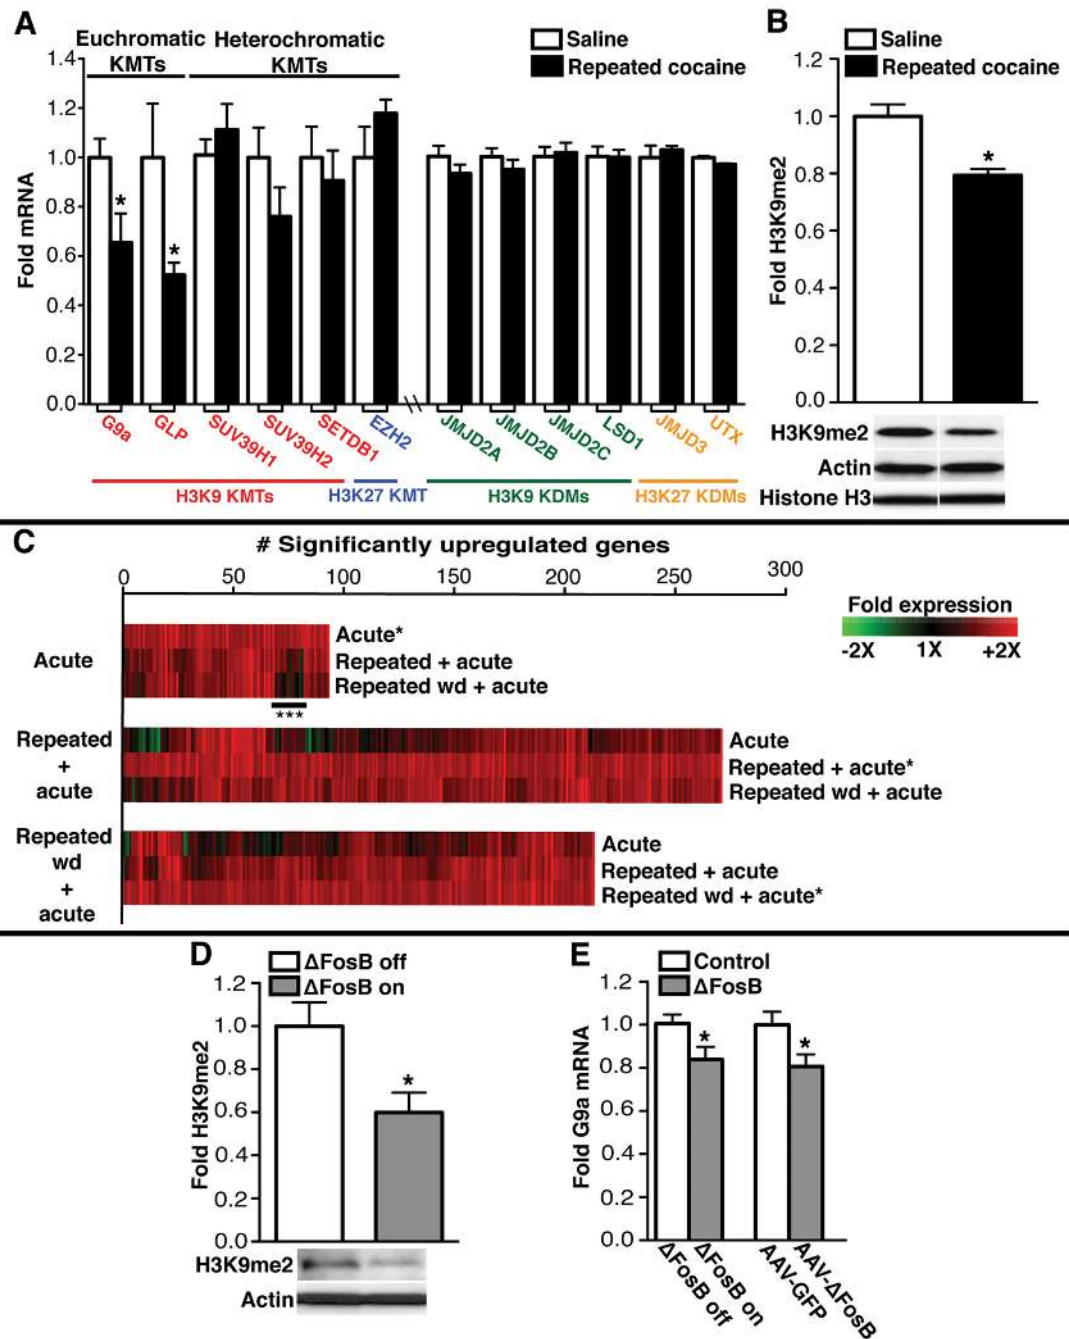 A
Euchromatic KMTs
Heterochromatic KMTs
Saline
Repeated cocaine
Fold mRNA
1.4
1.2
1.0
0.8
0.6
0.4
0.2
0.0
*
*
G9a
GLP
SUV39H1
SUV39H2
SETDB1
EZH2
JMJD2A
JMJD2B
JMJD2C
LSD1
JMJD3
UTX
H3K9 KMTs
H3K27 KMT
H3K9 KDMs
H3K27 KDMs
B
Saline
Repeated cocaine
Fold H3K9me2
1.2
1.0
0.8
0.6
0.4
0.2
0.0
*
H3K9me2
Actin
Histone H3
C
# Significantly upregulated genes
0 50 100 150 200 250 300
Fold expression
-2X 1X +2X
Acute
Acute*
Repeated + acute
Repeated wd + acute
***
Repeated
+
acute
Acute
Repeated + acute*
Repeated wd + acute
Repeated
wd
+
acute
Acute
Repeated + acute
Repeated wd + acute*
D
ΔFosB off
ΔFosB on
Fold H3K9me2
1.2
1.0
0.8
0.6
0.4
0.2
0.0
*
H3K9me2
Actin
E
Control
ΔFosB
Fold G9a mRNA
1.2
1.0
0.8
0.6
0.4
0.2
0.0
*
*
ΔFosB off
ΔFosB on
AAV-GFP
AAV-ΔFosB